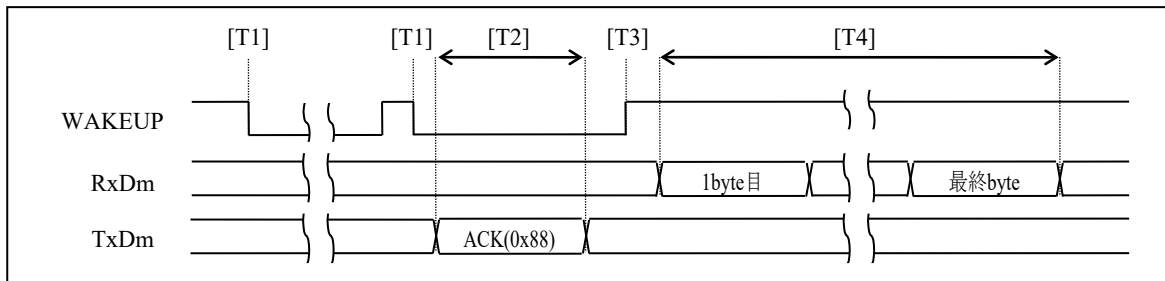 [T1] [T1] [T2] [T3] [T4]
WAKEUP
RxDm 1byte目 最終byte
TxDm ACK(0x88)